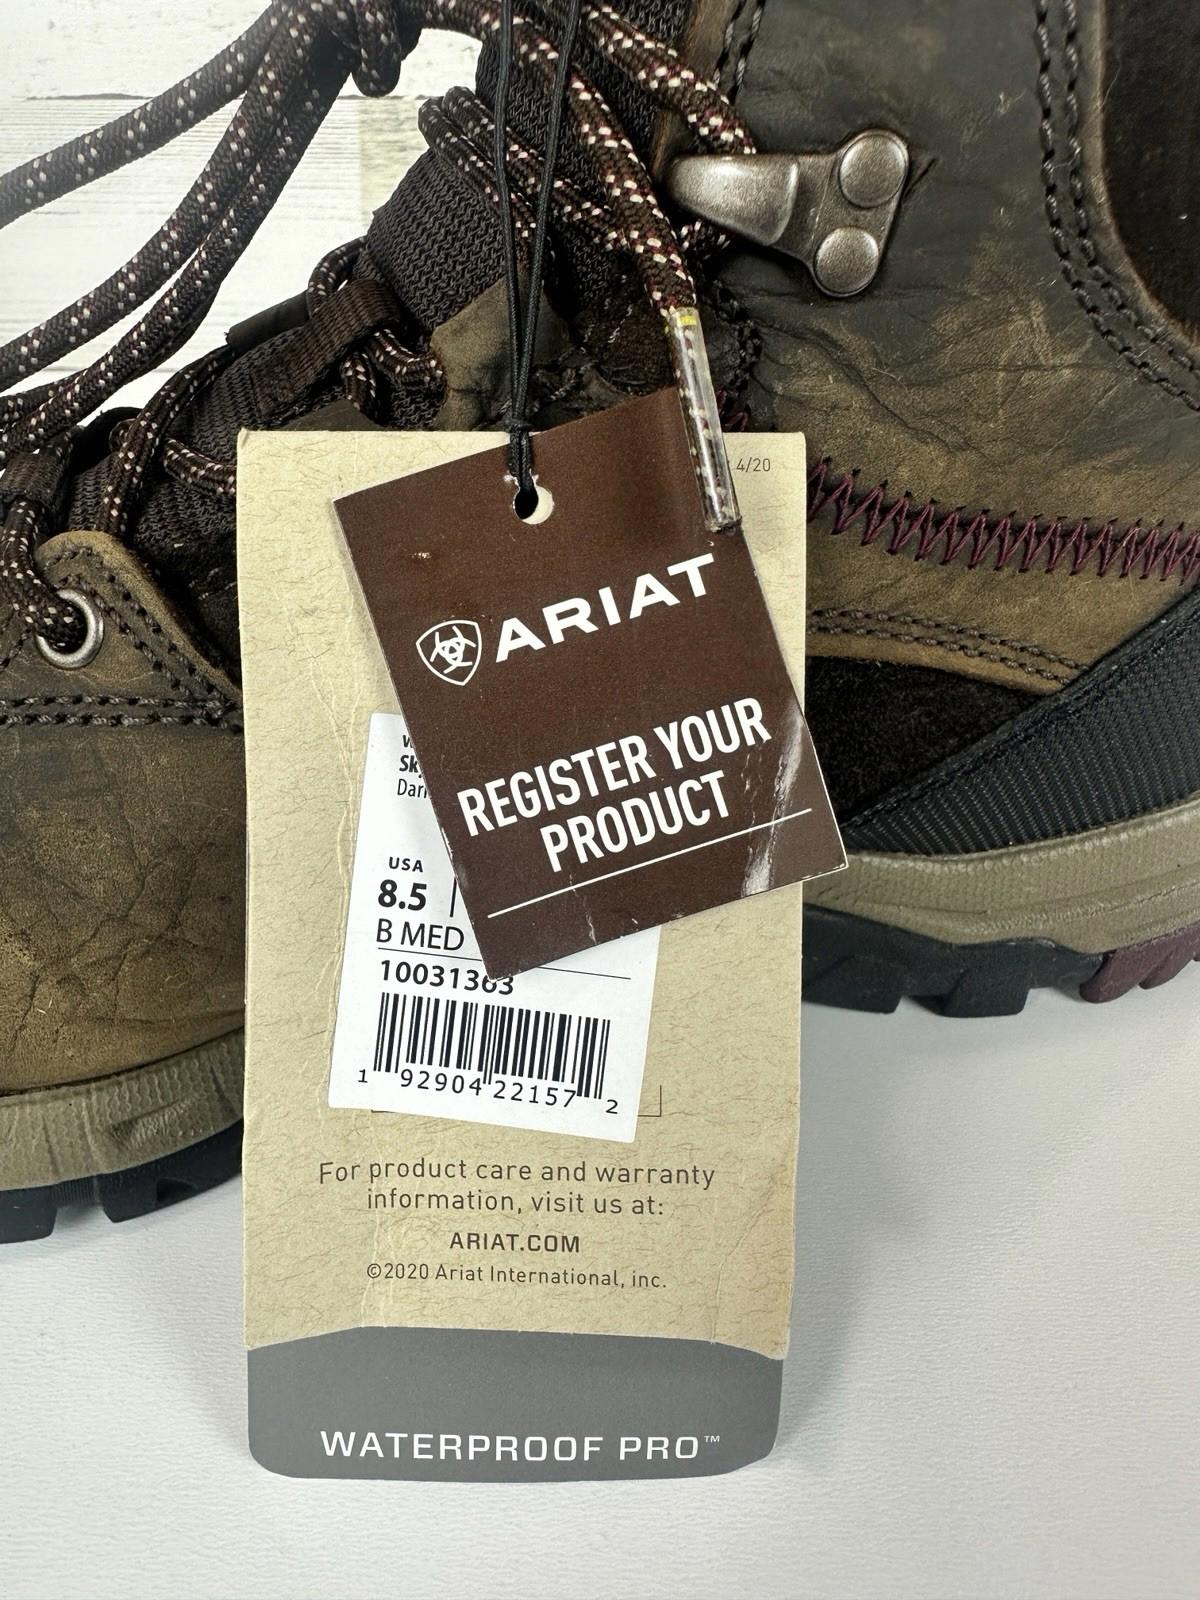 4/20
ARIAT
REGISTER YOUR
PRODUCT
USA
8.5
B MED
10031363
1 92904 22157 2
For product care and warranty
information, visit us at:
ARIAT.COM
©2020 Ariat International, inc.
WATERPROOF PRO™